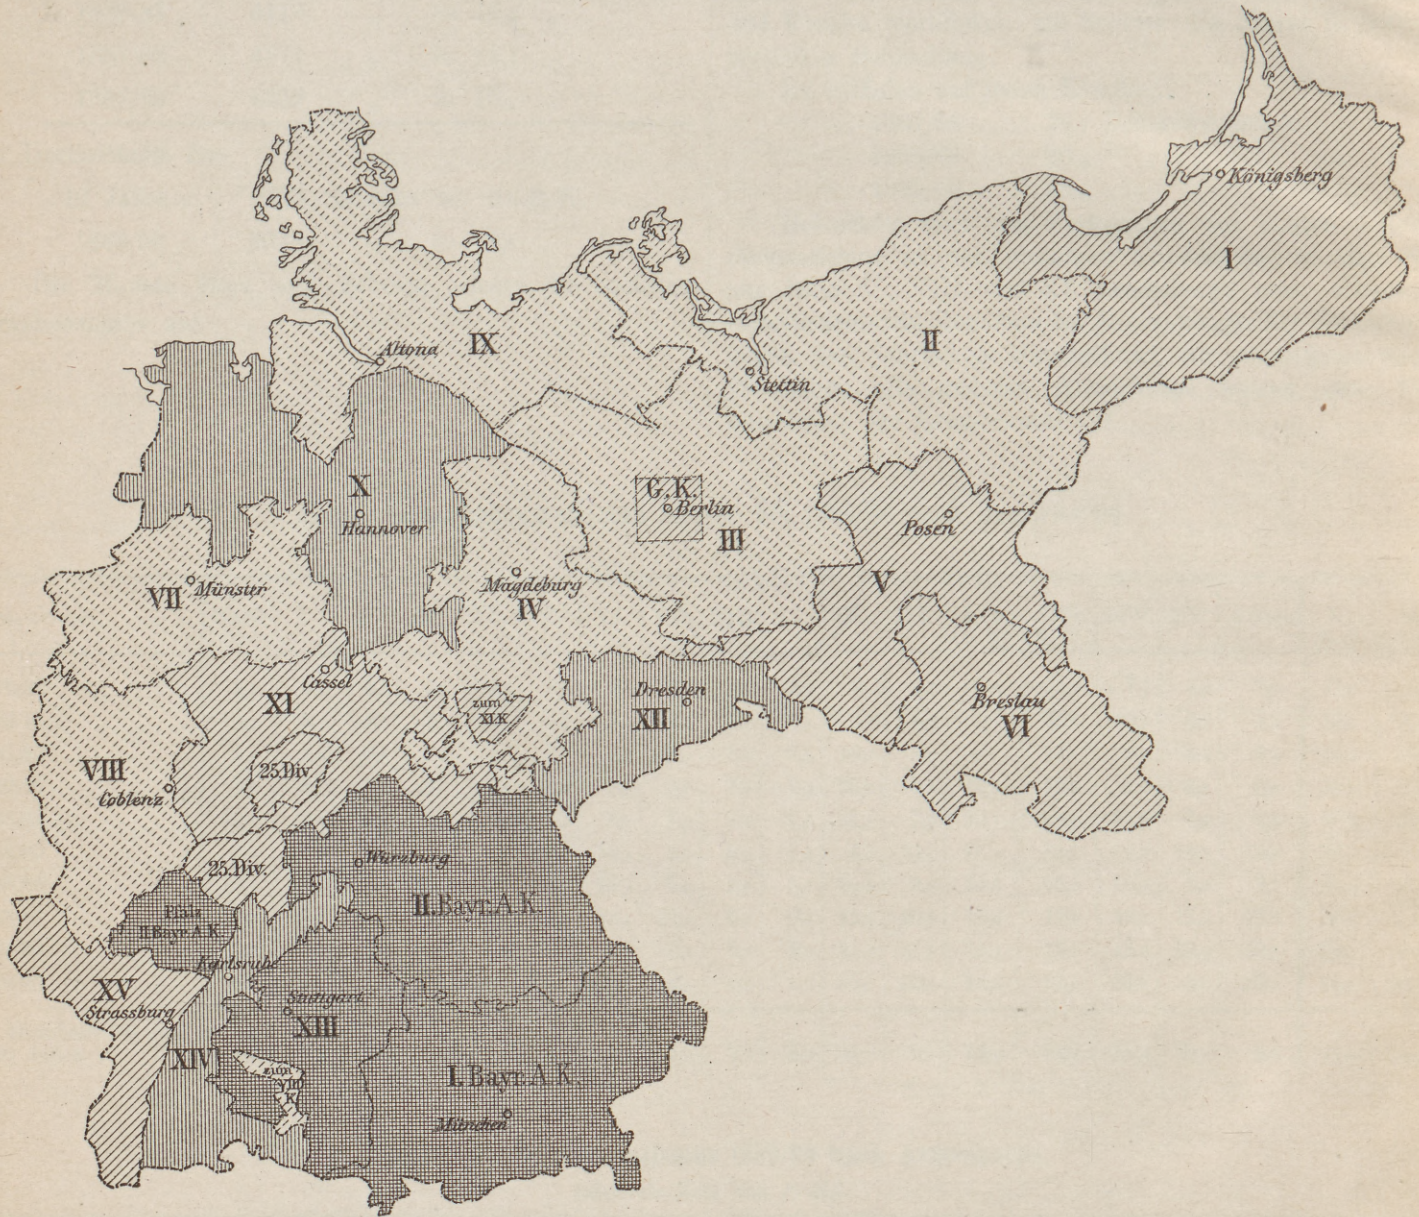 Königsberg
I
IX
Altona
II
Stettin
X
Hannover
G.K.
Berlin
III
Posen
V
VII
Münster
Magdeburg
IV
Cassel
XI
zum
XI.K.
Dresden
XII
Breslau
VI
VIII
Coblenz
25.Div
25.Div.
Würzburg
II.Bayr.A.K.
Pfalz
II.Bayr.A.K.
Karlsruhe
XV
Strassburg
Stuttgart
XIII
XIV
zum
VIII
K.
I.Bayr.A.K.
München